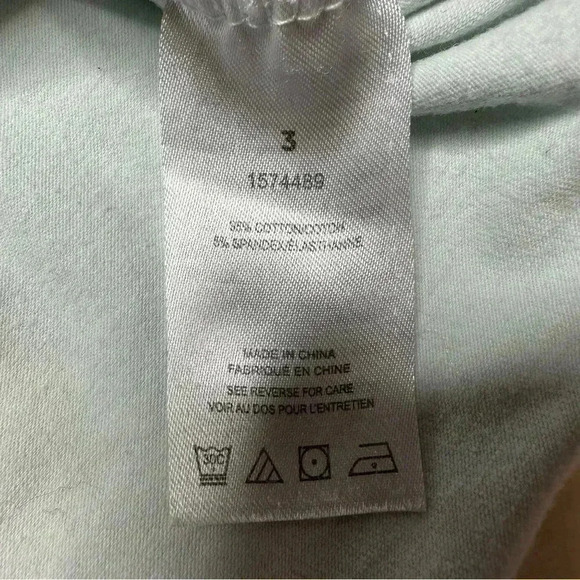 3
1574489
95% COTTON/COTON
5% SPANDEX/ÉLASTHANNE
MADE IN CHINA
FABRIQUÉ EN CHINE
SEE REVERSE FOR CARE
VOIR AU DOS POUR L'ENTRETIEN
30C